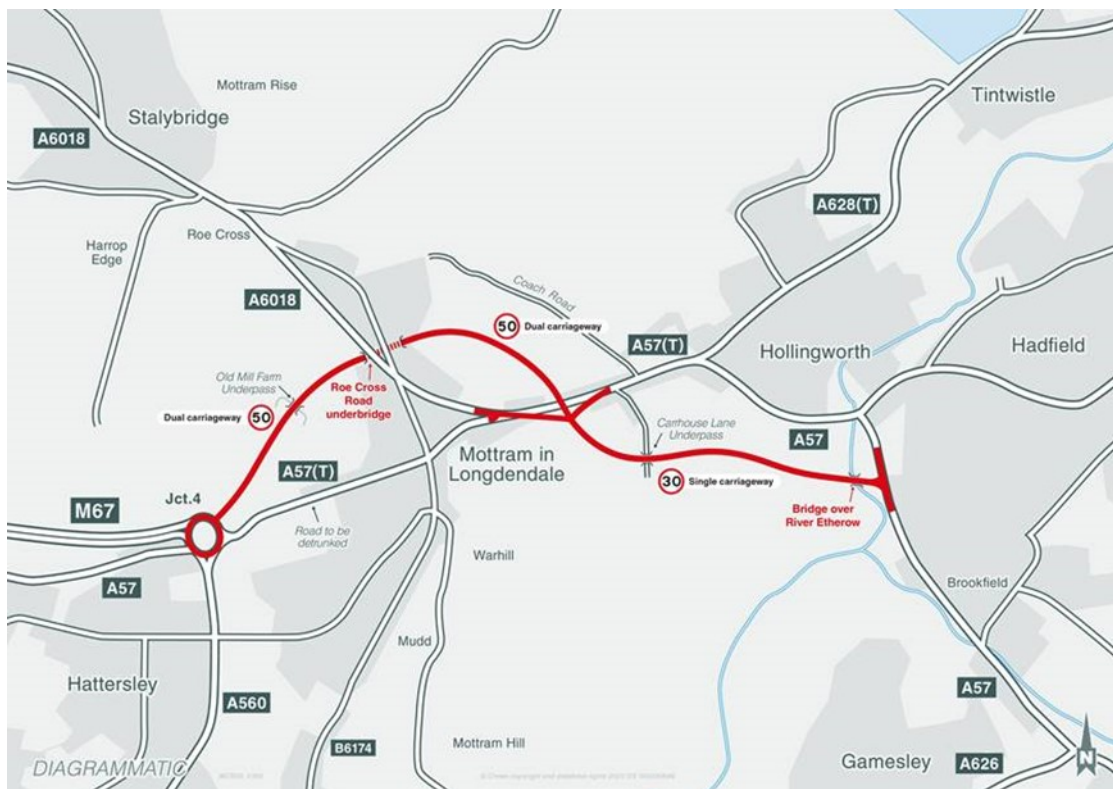 Mottram Rise
Stalybridge
Tintwistle
A6018
A628(T)
Roe Cross
Harrop
Edge
A6018
Coach Road
50 Dual carriageway
A57(T)
Hollingworth
Hadfield
Old Mill Farm
Underpass
Roe Cross
Road
underbridge
Dual carriageway 50
Carrhouse Lane
Underpass
A57
Mottram in
Longdendale
A57(T)
30 Single carriageway
Jct.4
M67
Bridge over
River Etherow
Road to be
detrunked
Warhill
A57
Brookfield
Mudd
Hattersley
A560
A57
B6174
Mottram Hill
Gamesley
A626
N
DIAGRAMMATIC